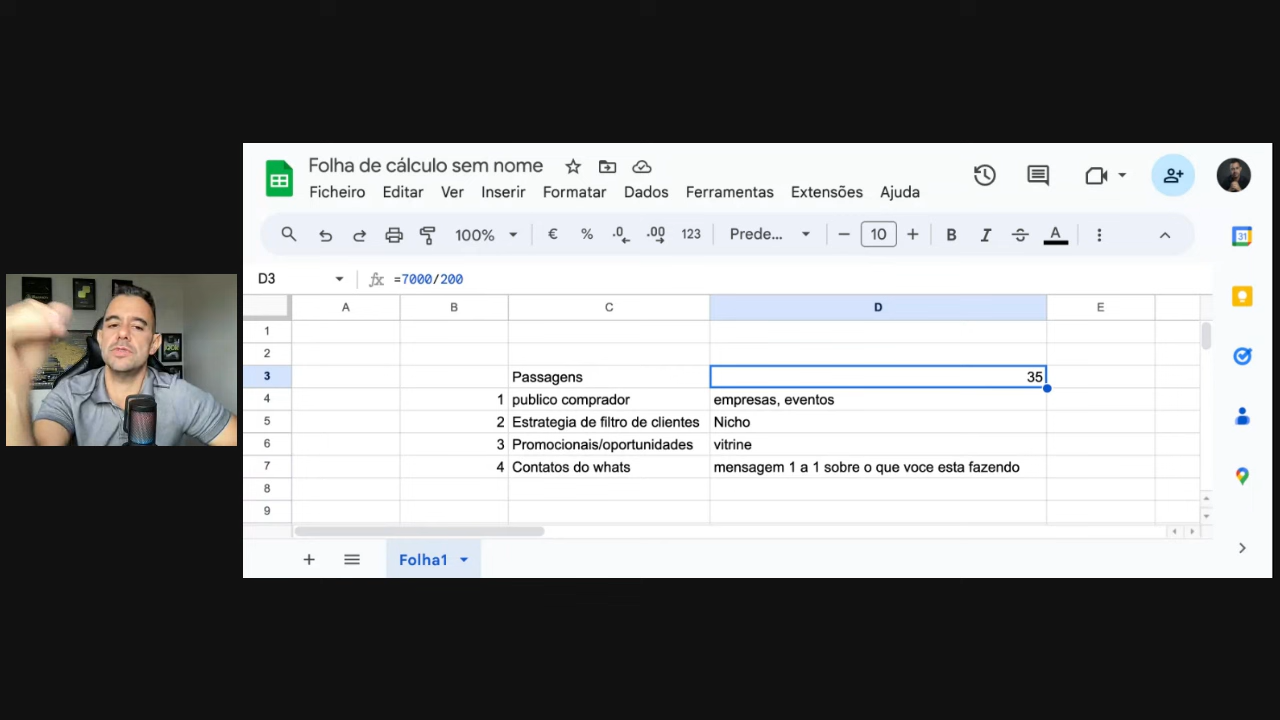 Folha de cálculo sem nome
Ficheiro Editar Ver Inserir Formatar Dados Ferramentas Extensões Ajuda
100% € % .0 .00 123 Prede... 10 B I S A
31
D3 fx =7000/200
A B C D E
1
2
3 Passagens 35
4 1 publico comprador empresas, eventos
5 2 Estrategia de filtro de clientes Nicho
6 3 Promocionais/oportunidades vitrine
7 4 Contatos do whats mensagem 1 a 1 sobre o que voce esta fazendo
8
9
Folha1